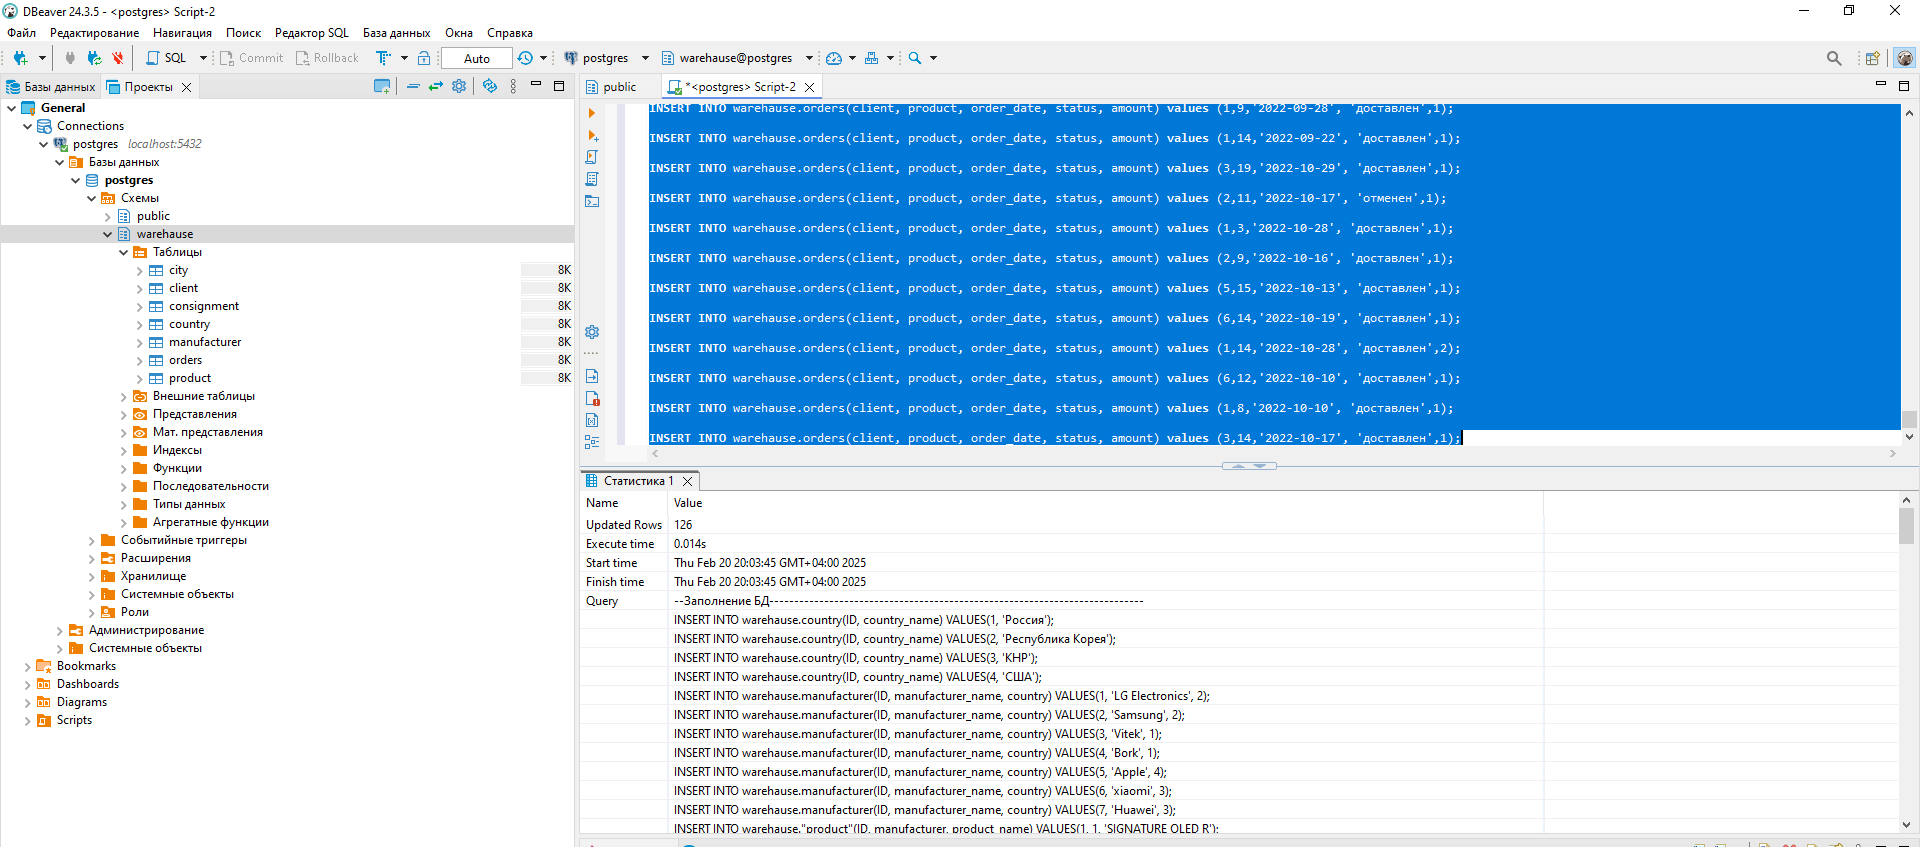 DBeaver 24.3.5 - <postgres> Script-2
Файл Редактирование Навигация Поиск Редактор SQL База данных Окна Справка
SQL Commit Rollback Auto postgres warehause@postgres
Базы данных Проекты
General
Connections
postgres localhost:5432
Базы данных
postgres
Схемы
public
warehause
Таблицы
city 8K
client 8K
consignment 8K
country 8K
manufacturer 8K
orders 8K
product 8K
Внешние таблицы
Представления
Мат. представления
Индексы
Функции
Последовательности
Типы данных
Агрегатные функции
Событийные триггеры
Расширения
Хранилище
Системные объекты
Роли
Администрирование
Системные объекты
Bookmarks
Dashboards
Diagrams
Scripts
public *<postgres> Script-2
INSERT INTO warehause.orders(client, product, order_date, status, amount) values (1,9,'2022-09-28', 'доставлен',1);
INSERT INTO warehause.orders(client, product, order_date, status, amount) values (1,14,'2022-09-22', 'доставлен',1);
INSERT INTO warehause.orders(client, product, order_date, status, amount) values (3,19,'2022-10-29', 'доставлен',1);
INSERT INTO warehause.orders(client, product, order_date, status, amount) values (2,11,'2022-10-17', 'отменен',1);
INSERT INTO warehause.orders(client, product, order_date, status, amount) values (1,3,'2022-10-28', 'доставлен',1);
INSERT INTO warehause.orders(client, product, order_date, status, amount) values (2,9,'2022-10-16', 'доставлен',1);
INSERT INTO warehause.orders(client, product, order_date, status, amount) values (5,15,'2022-10-13', 'доставлен',1);
INSERT INTO warehause.orders(client, product, order_date, status, amount) values (6,14,'2022-10-19', 'доставлен',1);
INSERT INTO warehause.orders(client, product, order_date, status, amount) values (1,14,'2022-10-28', 'доставлен',2);
INSERT INTO warehause.orders(client, product, order_date, status, amount) values (6,12,'2022-10-10', 'доставлен',1);
INSERT INTO warehause.orders(client, product, order_date, status, amount) values (1,8,'2022-10-10', 'доставлен',1);
INSERT INTO warehause.orders(client, product, order_date, status, amount) values (3,14,'2022-10-17', 'доставлен',1);
Статистика 1
Name Value
Updated Rows 126
Execute time 0.014s
Start time Thu Feb 20 20:03:45 GMT+04:00 2025
Finish time Thu Feb 20 20:03:45 GMT+04:00 2025
Query --Заполнение БД---------------------------------------------------------------------------
INSERT INTO warehause.country(ID, country_name) VALUES(1, 'Россия');
INSERT INTO warehause.country(ID, country_name) VALUES(2, 'Республика Корея');
INSERT INTO warehause.country(ID, country_name) VALUES(3, 'КНР');
INSERT INTO warehause.country(ID, country_name) VALUES(4, 'США');
INSERT INTO warehause.manufacturer(ID, manufacturer_name, country) VALUES(1, 'LG Electronics', 2);
INSERT INTO warehause.manufacturer(ID, manufacturer_name, country) VALUES(2, 'Samsung', 2);
INSERT INTO warehause.manufacturer(ID, manufacturer_name, country) VALUES(3, 'Vitek', 1);
INSERT INTO warehause.manufacturer(ID, manufacturer_name, country) VALUES(4, 'Bork', 1);
INSERT INTO warehause.manufacturer(ID, manufacturer_name, country) VALUES(5, 'Apple', 4);
INSERT INTO warehause.manufacturer(ID, manufacturer_name, country) VALUES(6, 'xiaomi', 3);
INSERT INTO warehause.manufacturer(ID, manufacturer_name, country) VALUES(7, 'Huawei', 3);
INSERT INTO warehause."product"(ID, manufacturer, product_name) VALUES(1, 1, 'SIGNATURE OLED R');